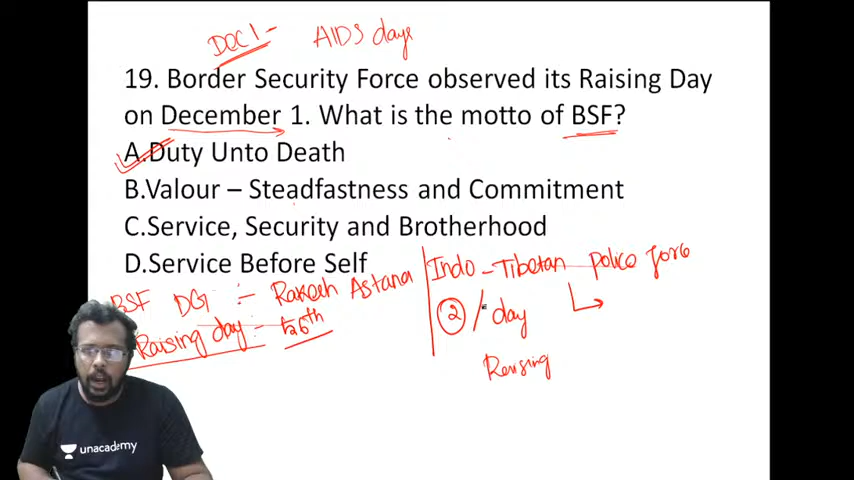 DEC 1 - AIDS days
19. Border Security Force observed its Raising Day
on December 1. What is the motto of BSF?
A.Duty Unto Death
B.Valour – Steadfastness and Commitment
C.Service, Security and Brotherhood
D.Service Before Self
BSF DG :- Rakesh Astana
Raising day :- 56th
Indo - Tibetan police force
2 / day
Raising
unacademy